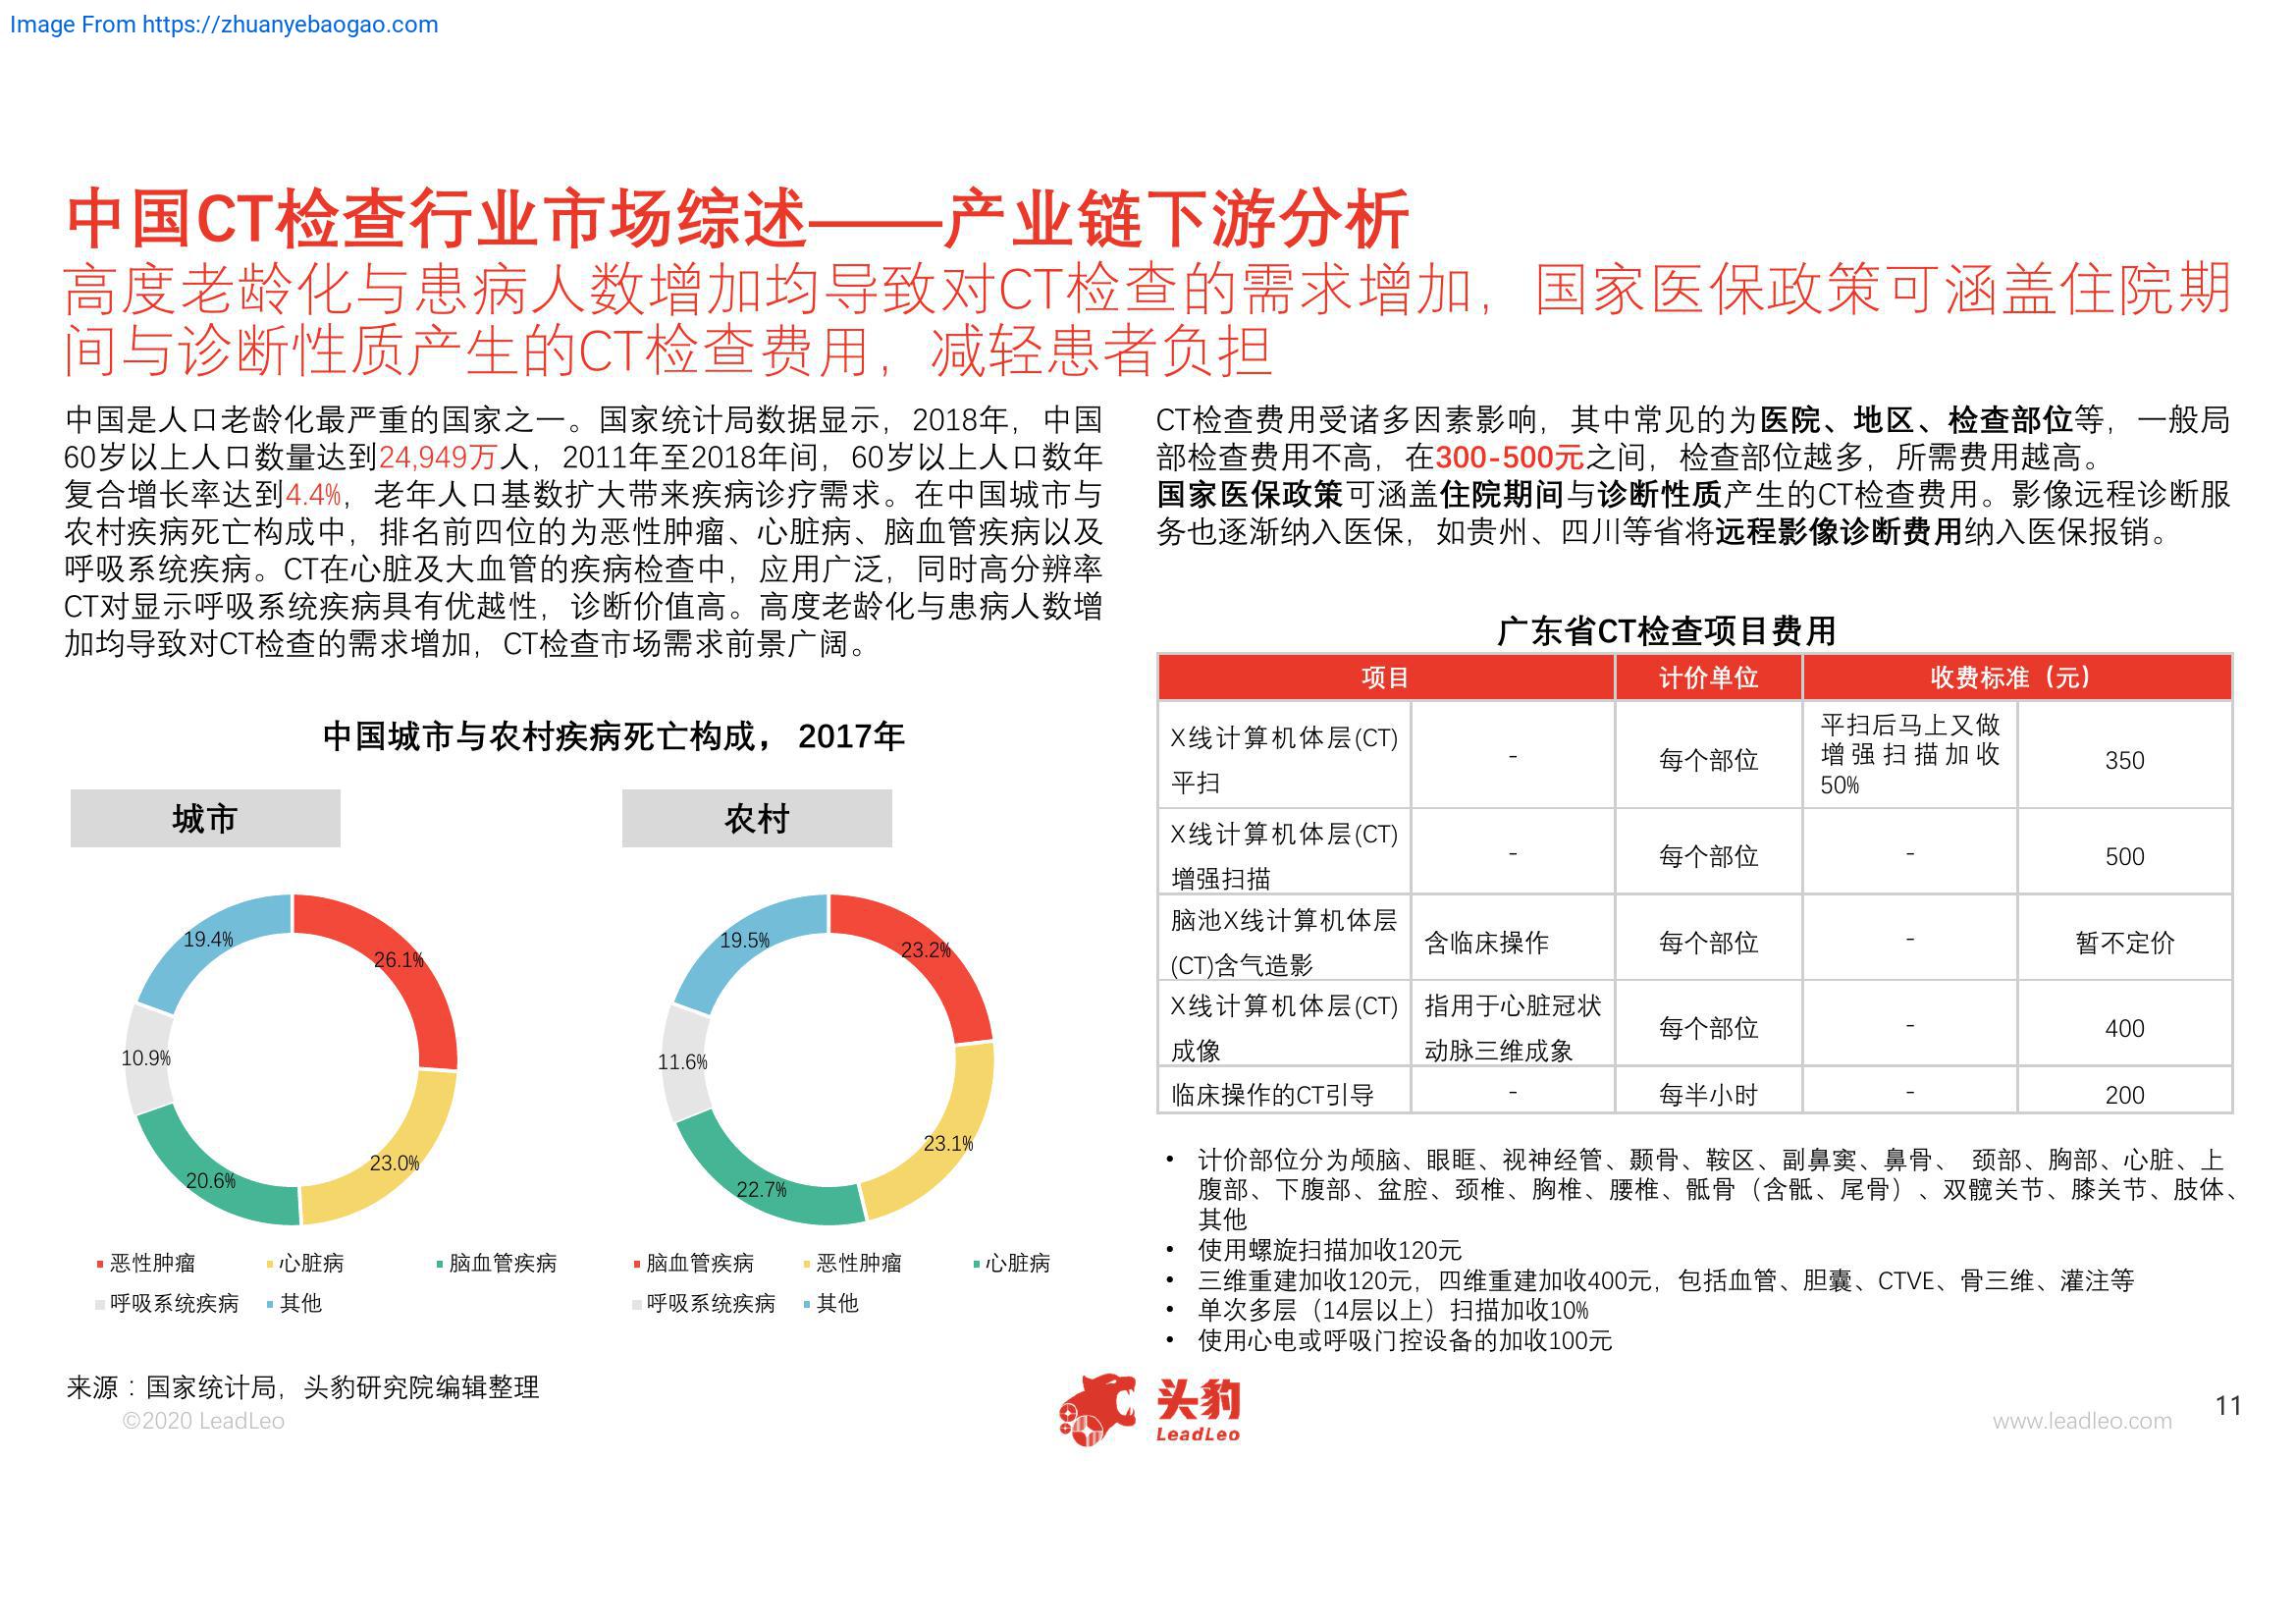 Image From https://zhuanyebaogao.com
中国CT检查行业市场综述——产业链下游分析
高度老龄化与患病人数增加均导致对CT检查的需求增加，国家医保政策可涵盖住院期
间与诊断性质产生的CT检查费用，减轻患者负担
中国是人口老龄化最严重的国家之一。国家统计局数据显示，2018年，中国
60岁以上人口数量达到24,949万人，2011年至2018年间，60岁以上人口数年
复合增长率达到4.4%，老年人口基数扩大带来疾病诊疗需求。在中国城市与
农村疾病死亡构成中，排名前四位的为恶性肿瘤、心脏病、脑血管疾病以及
呼吸系统疾病。CT在心脏及大血管的疾病检查中，应用广泛，同时高分辨率
CT对显示呼吸系统疾病具有优越性，诊断价值高。高度老龄化与患病人数增
加均导致对CT检查的需求增加，CT检查市场需求前景广阔。
中国城市与农村疾病死亡构成， 2017年
城市
19.4%
26.1%
10.9%
20.6%
23.0%
恶性肿瘤 心脏病 脑血管疾病
呼吸系统疾病 其他
农村
19.5%
23.2%
11.6%
22.7%
23.1%
脑血管疾病 恶性肿瘤 心脏病
呼吸系统疾病 其他
CT检查费用受诸多因素影响，其中常见的为医院、地区、检查部位等，一般局
部检查费用不高，在300-500元之间，检查部位越多，所需费用越高。
国家医保政策可涵盖住院期间与诊断性质产生的CT检查费用。影像远程诊断服
务也逐渐纳入医保，如贵州、四川等省将远程影像诊断费用纳入医保报销。
广东省CT检查项目费用
项目 计价单位 收费标准（元）
X线计算机体层(CT)
平扫
-
每个部位
平扫后马上又做
增强扫描加收
50%
350
X线计算机体层(CT)
增强扫描
-
每个部位
-
500
脑池X线计算机体层
(CT)含气造影
含临床操作
每个部位
-
暂不定价
X线计算机体层(CT)
成像
指用于心脏冠状
动脉三维成象
每个部位
-
400
临床操作的CT引导
-
每半小时
-
200
• 计价部位分为颅脑、眼眶、视神经管、颞骨、鞍区、副鼻窦、鼻骨、 颈部、胸部、心脏、上
腹部、下腹部、盆腔、颈椎、胸椎、腰椎、骶骨（含骶、尾骨）、双髋关节、膝关节、肢体、
其他
• 使用螺旋扫描加收120元
• 三维重建加收120元，四维重建加收400元，包括血管、胆囊、CTVE、骨三维、灌注等
• 单次多层（14层以上）扫描加收10%
• 使用心电或呼吸门控设备的加收100元
来源：国家统计局，头豹研究院编辑整理
©2020 LeadLeo
头豹
LeadLeo
www.leadleo.com
11